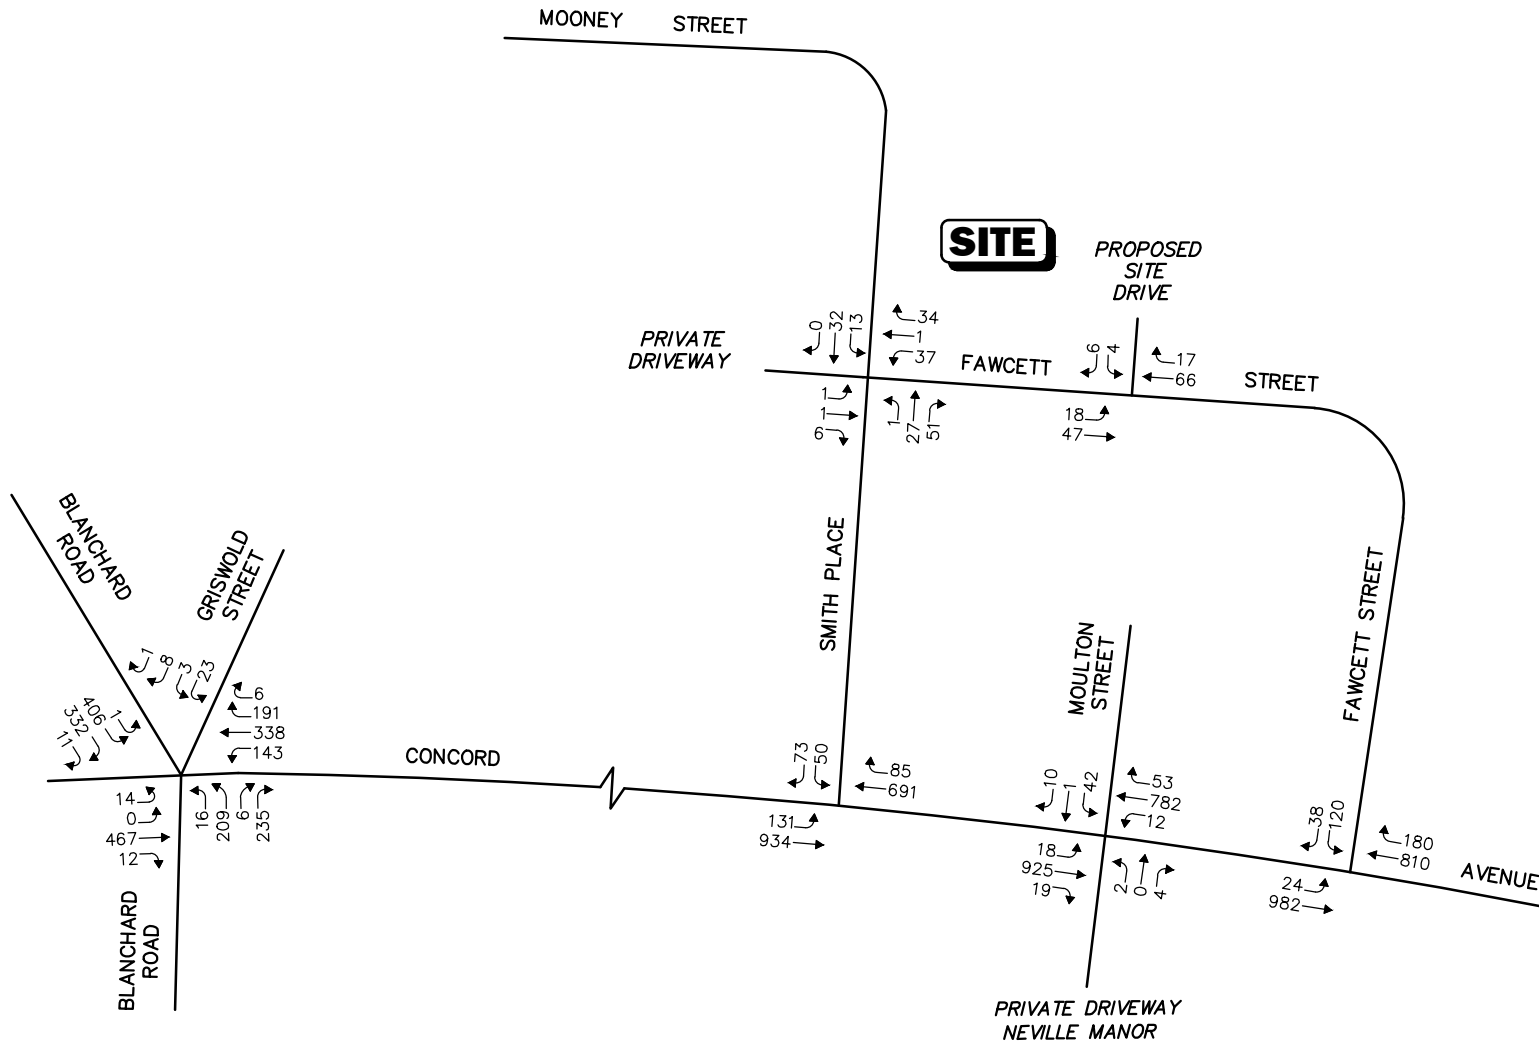 MOONEY STREET
SITE
PROPOSED
SITE
DRIVE
PRIVATE
DRIVEWAY
0
32
13
34
1
37
FAWCETT STREET
6
4
17
66
1
1
6
1
27
51
18
47
BLANCHARD
ROAD
GRISWOLD
STREET
SMITH PLACE
MOULTON
STREET
FAWCETT STREET
1
8
3
23
1
406
332
11
6
191
338
143
CONCORD AVENUE
14
0
467
12
16
209
6
235
BLANCHARD
ROAD
73
50
85
691
131
934
10
1
42
53
782
12
18
925
19
2
0
4
38
120
180
810
24
982
PRIVATE DRIVEWAY
NEVILLE MANOR